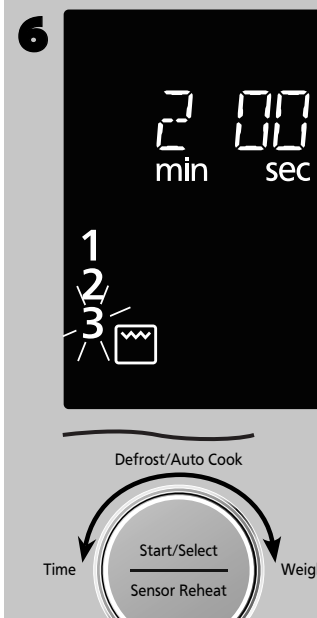 6
2 00
min sec
1
2
3
Defrost/Auto Cook
Time
Start/Select
Sensor Reheat